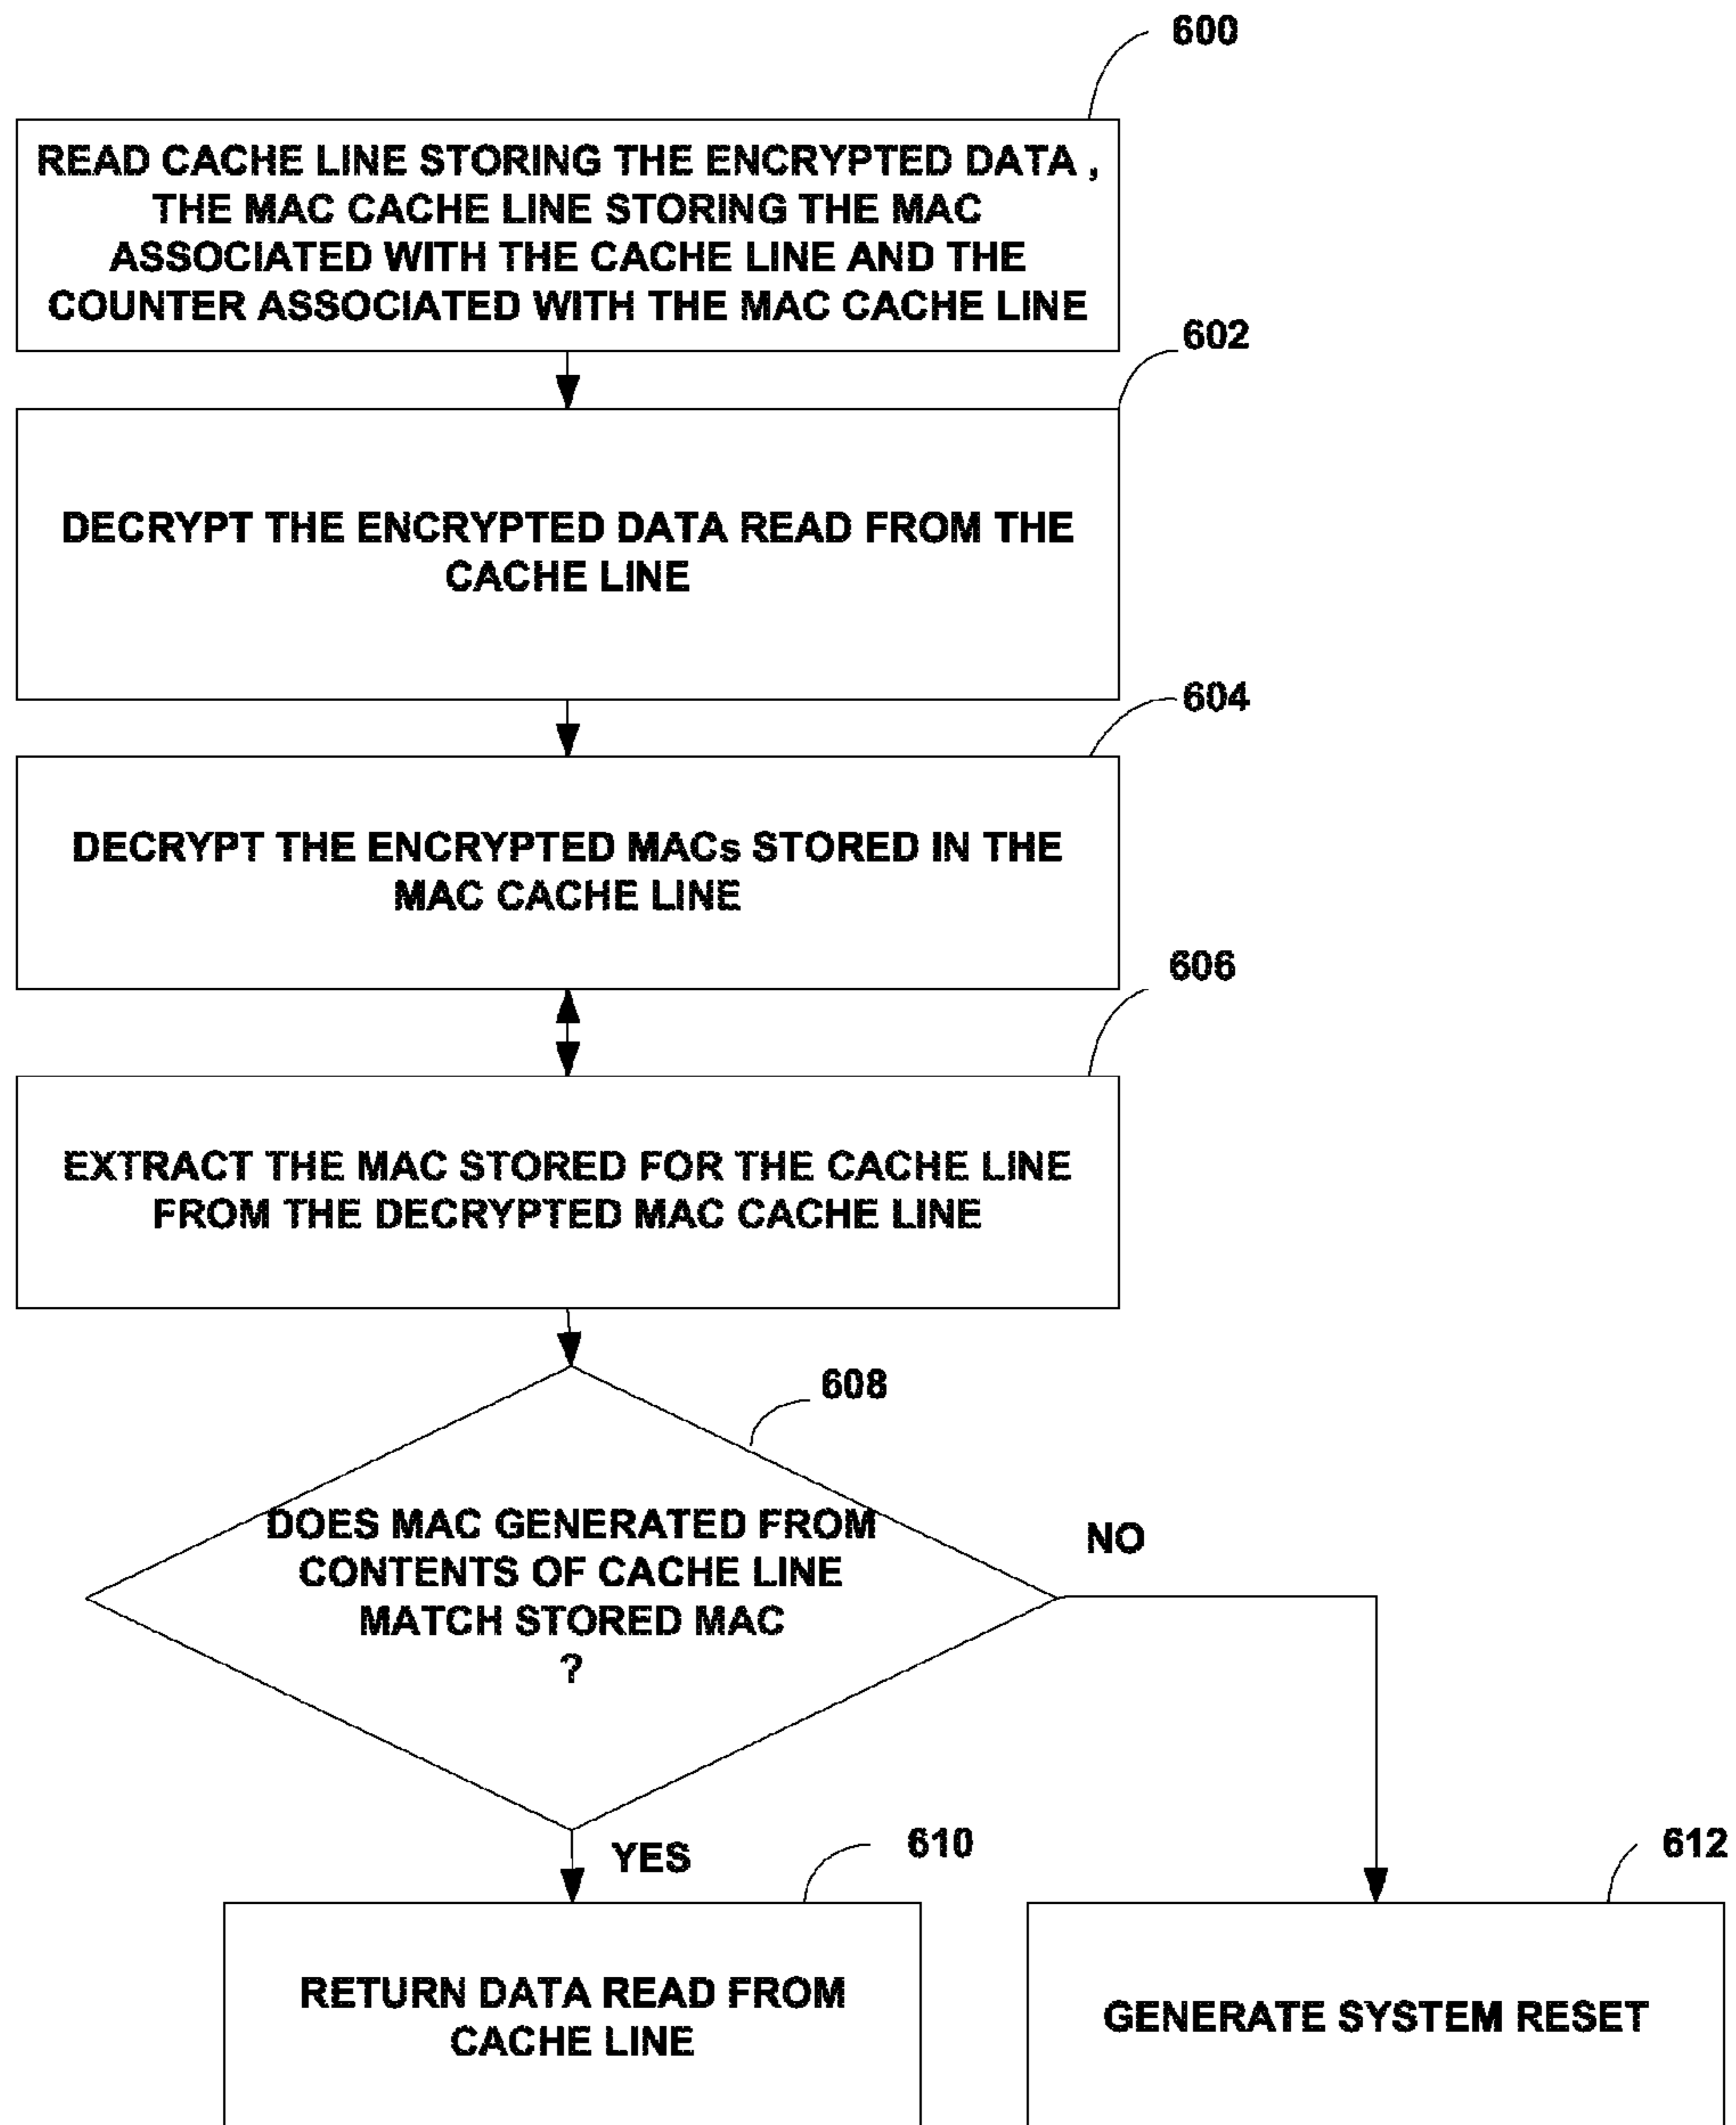 600
READ CACHE LINE STORING THE ENCRYPTED DATA ,
THE MAC CACHE LINE STORING THE MAC
ASSOCIATED WITH THE CACHE LINE AND THE
COUNTER ASSOCIATED WITH THE MAC CACHE LINE
602
DECRYPT THE ENCRYPTED DATA READ FROM THE
CACHE LINE
604
DECRYPT THE ENCRYPTED MACs STORED IN THE
MAC CACHE LINE
606
EXTRACT THE MAC STORED FOR THE CACHE LINE
FROM THE DECRYPTED MAC CACHE LINE
608
DOES MAC GENERATED FROM
CONTENTS OF CACHE LINE
MATCH STORED MAC
?
NO
YES
610
612
RETURN DATA READ FROM
CACHE LINE
GENERATE SYSTEM RESET